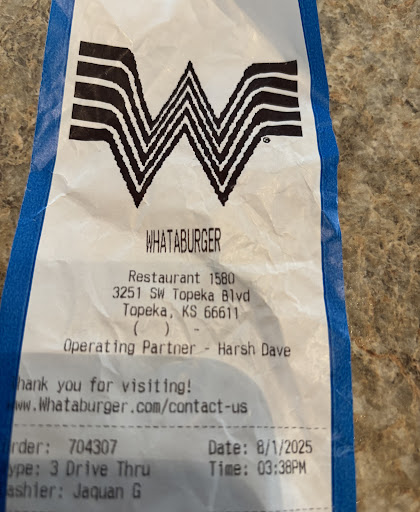 WHATABURGER
Restaurant 1580
3251 SW Topeka Blvd
Topeka, KS 66611
( ) -
Operating Partner - Harsh Dave
hank you for visiting!
ww.Whataburger.com/contact-us
rder: 704307 Date: 8/1/2025
ype: 3 Drive Thru Time: 03:38PM
ashier: Jaquan G